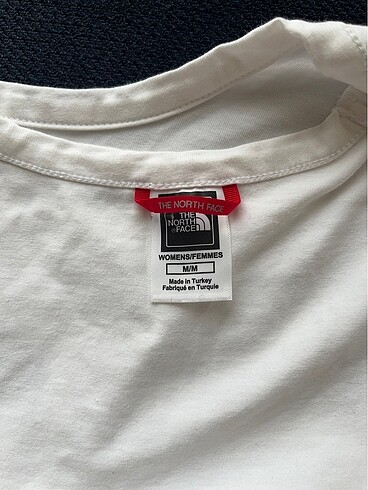 THE NORTH FACE
THE
NORTH
FACE
WOMENS/FEMMES
M/M
Made in Turkey
Fabriqué en Turquie